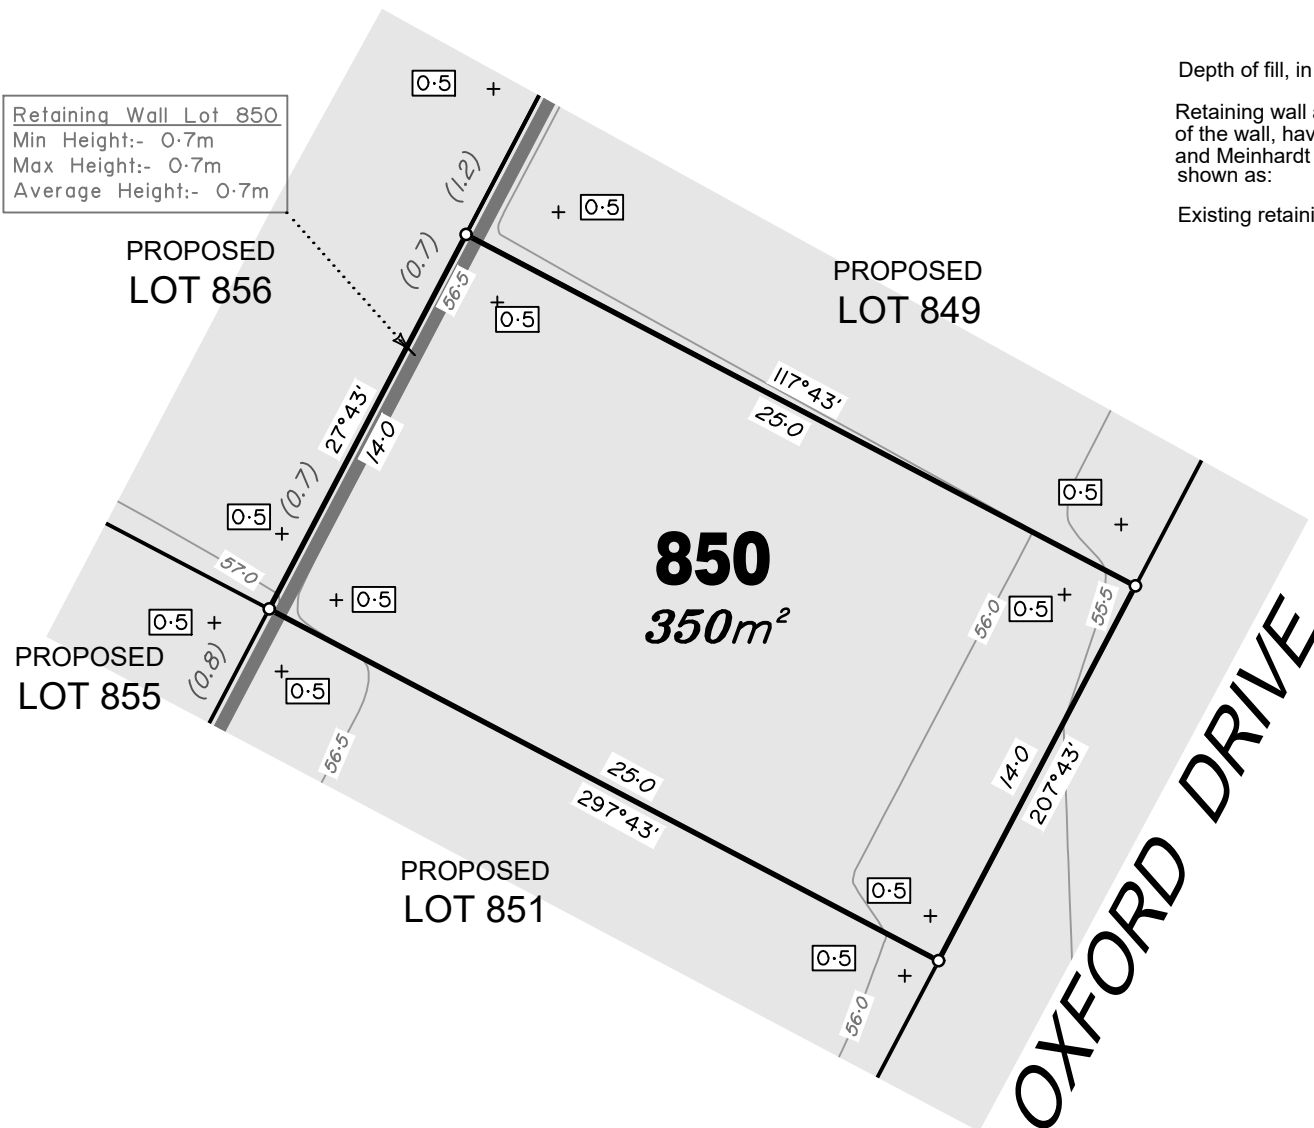 Depth of fill, in
Retaining wall
of the wall, hav
and Meinhardt
shown as:
Existing retaini
Retaining Wall Lot 850
Min Height:- 0·7m
Max Height:- 0·7m
Average Height:- 0·7m
0·5
(1.2)
0·5
PROPOSED
LOT 856
(0.7)
56·5
0·5
PROPOSED
LOT 849
117°43'
25·0
27°43'
14·0
(0.7)
0·5
0·5
57·0
0·5
0·5
PROPOSED
LOT 855
(0.8)
0·5
56·5
850
350m²
56·0
0·5
55·5
25·0
297°43'
14·0
207°43'
PROPOSED
LOT 851
0·5
0·5
56·0
OXFORD DRIVE